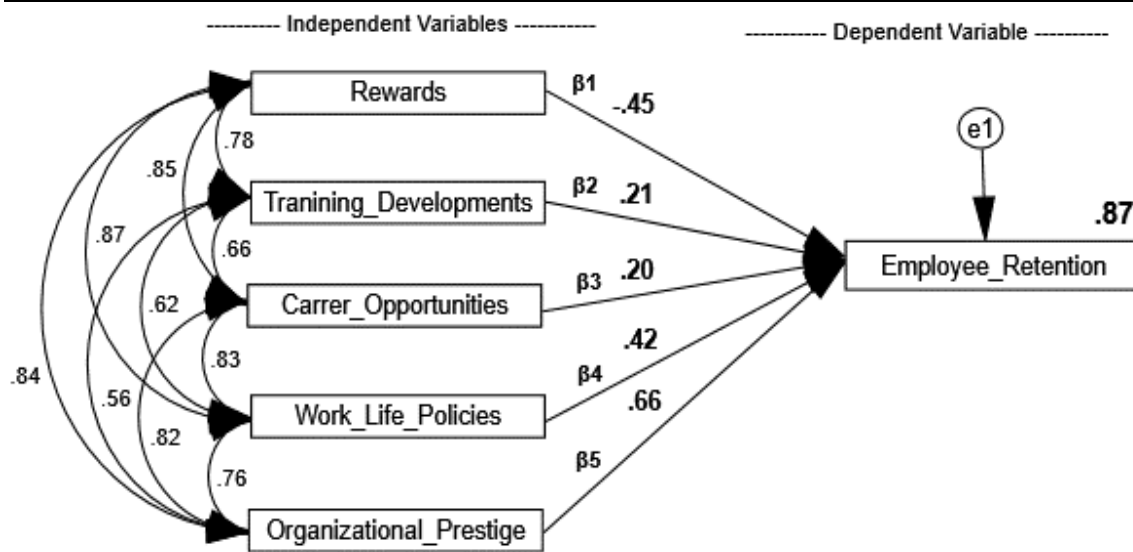 ---------- Independent Variables ----------
----------- Dependent Variable ----------
Rewards
β1
-.45
.78
e1
.85
Tranining_Developments
β2
.21
.87
.87
.66
Employee_Retention
Carrer_Opportunities
β3
.20
.62
.83
.42
.84
.56
Work_Life_Policies
β4
.66
.82
.76
β5
Organizational_Prestige